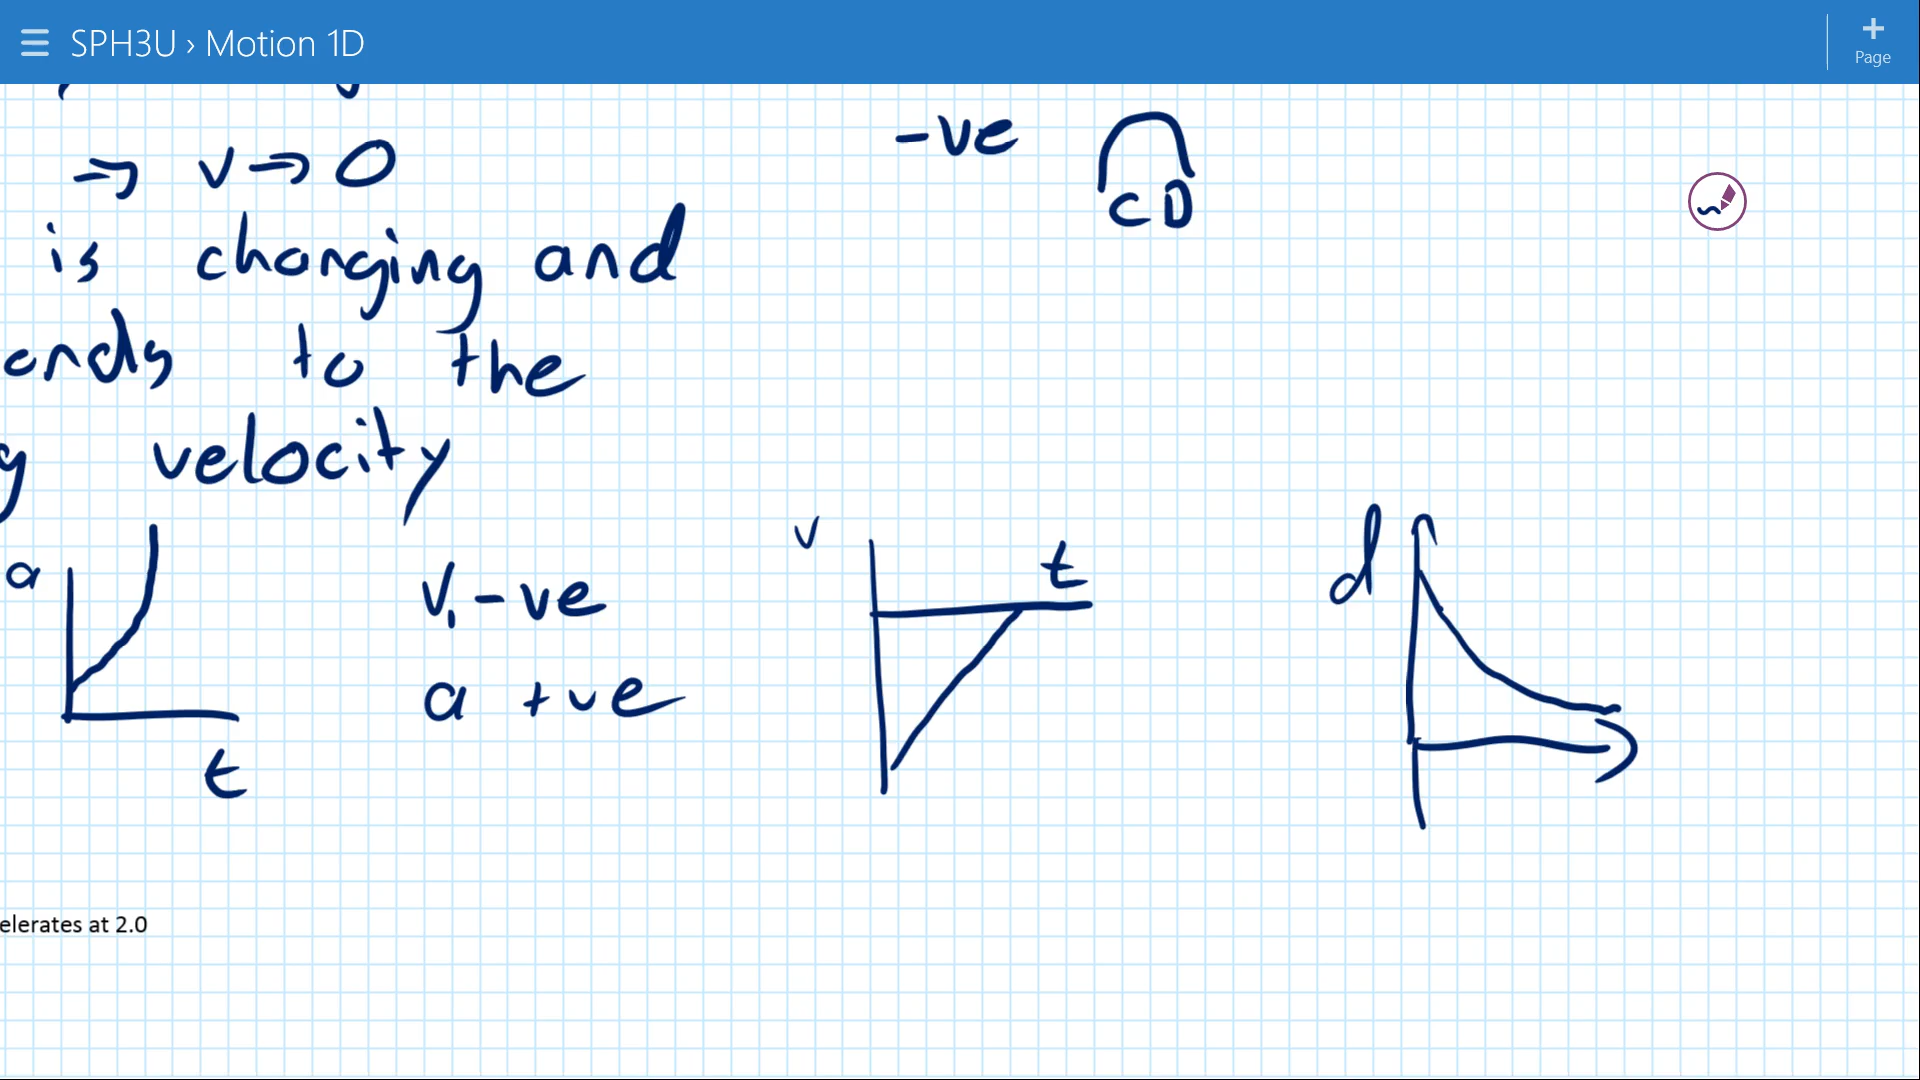 SPH3U › Motion 1D
Page
⇒ v ⇒ 0
-ve
CD
is changing and
to the
velocity
a
t
v₁ -ve
a +ve
v
t
d
elerates at 2.0